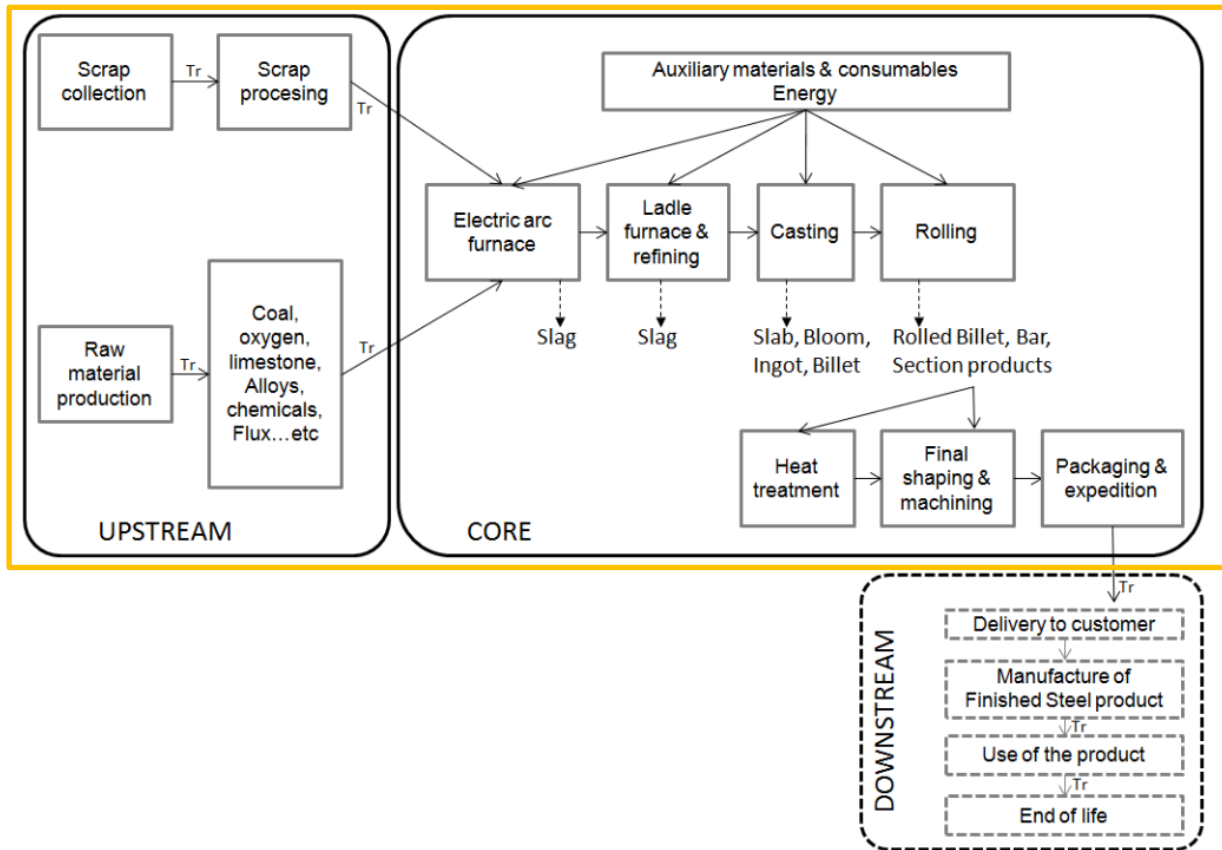 Scrap
collection
Tr
Scrap
procesing
Tr
Auxiliary materials & consumables
Energy
Electric arc
furnace
Ladle
furnace &
refining
Casting
Rolling
Slag
Slag
Slab, Bloom,
Ingot, Billet
Rolled Billet, Bar,
Section products
Raw
material
production
Tr
Coal,
oxygen,
limestone,
Alloys,
chemicals,
Flux...etc
Tr
Heat
treatment
Final
shaping &
machining
Packaging &
expedition
UPSTREAM
CORE
Tr
DOWNSTREAM
Delivery to customer
Manufacture of
Finished Steel product
Tr
Use of the product
Tr
End of life